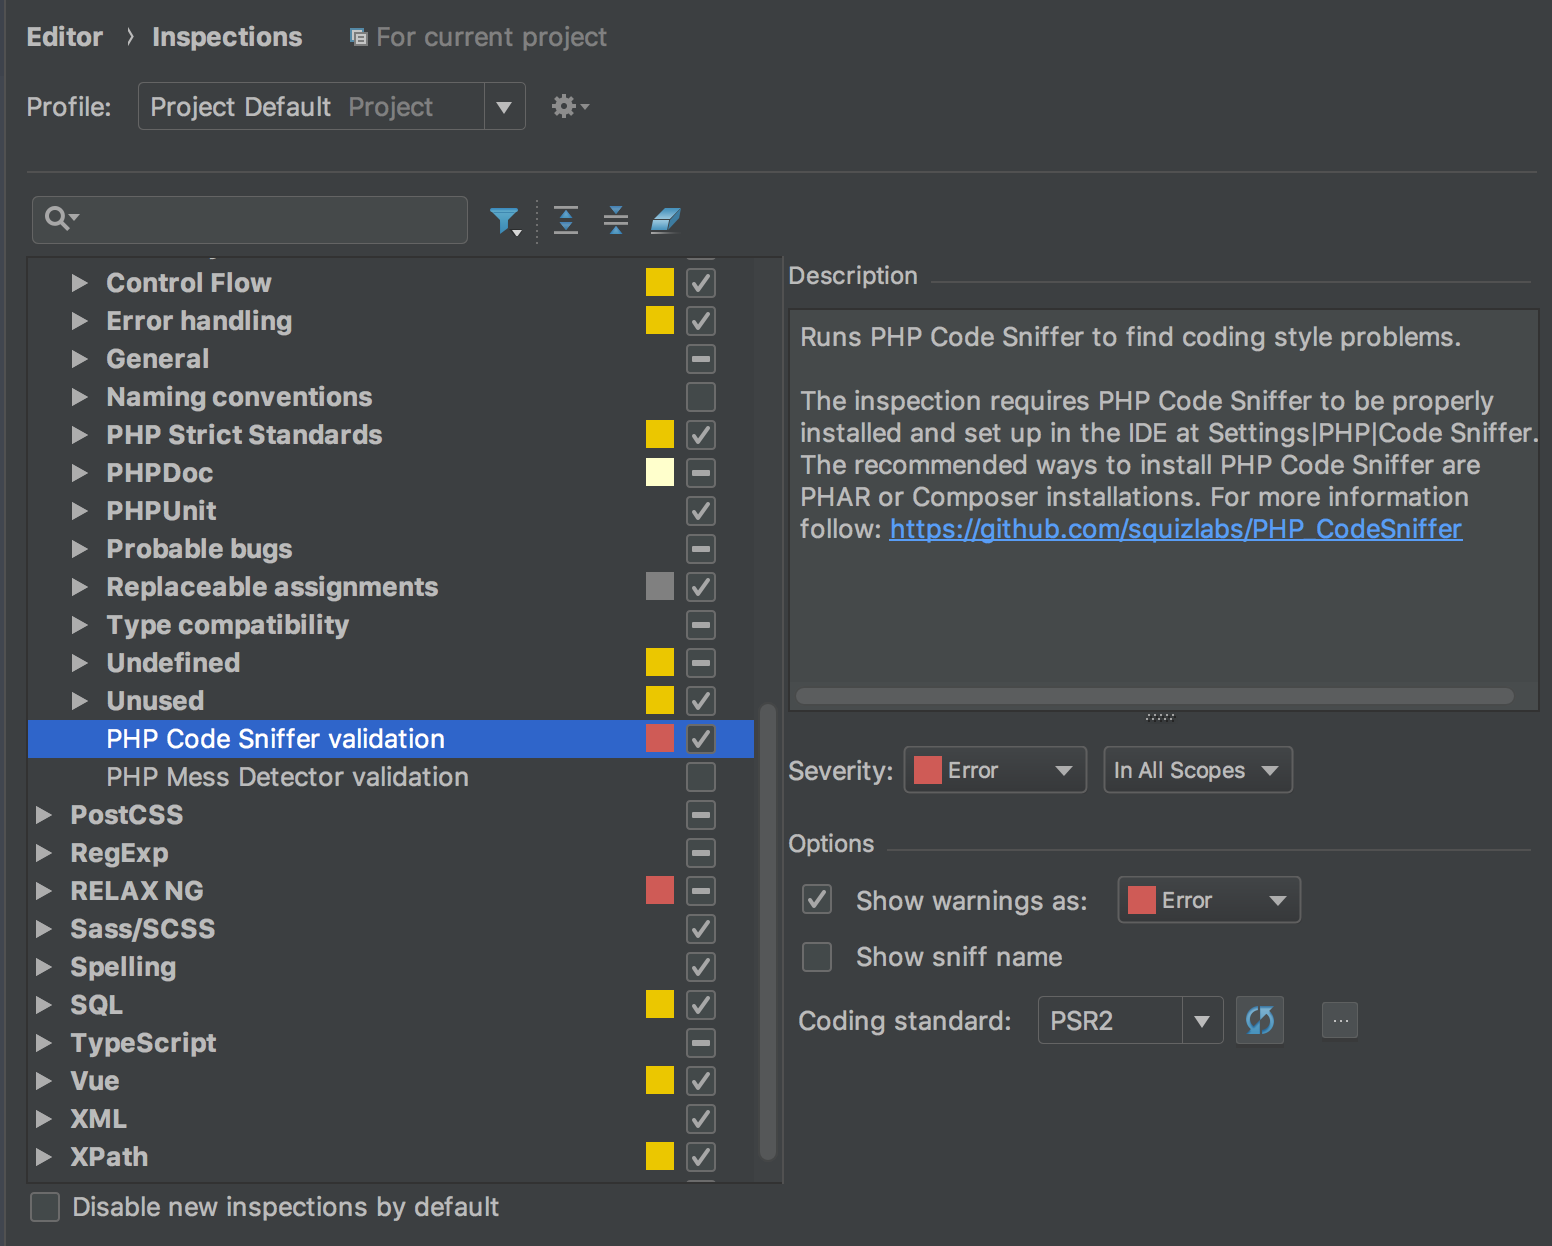 Editor › Inspections For current project
Profile: Project Default Project
Control Flow
Error handling
General
Naming conventions
PHP Strict Standards
PHPDoc
PHPUnit
Probable bugs
Replaceable assignments
Type compatibility
Undefined
Unused
PHP Code Sniffer validation
PHP Mess Detector validation
PostCSS
RegExp
RELAX NG
Sass/SCSS
Spelling
SQL
TypeScript
Vue
XML
XPath
Disable new inspections by default
Description
Runs PHP Code Sniffer to find coding style problems.
The inspection requires PHP Code Sniffer to be properly
installed and set up in the IDE at Settings|PHP|Code Sniffer.
The recommended ways to install PHP Code Sniffer are
PHAR or Composer installations. For more information
follow: https://github.com/squizlabs/PHP_CodeSniffer
Severity: Error In All Scopes
Options
Show warnings as: Error
Show sniff name
Coding standard: PSR2 ...